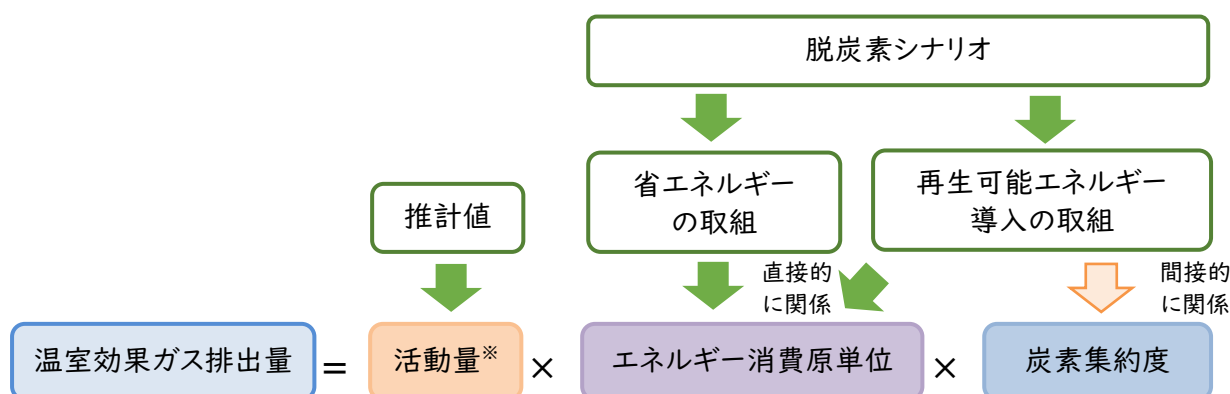 脱炭素シナリオ
省エネルギー
の取組
再生可能エネルギー
導入の取組
推計値
直接的
に関係
間接的
に関係
温室効果ガス排出量 = 活動量※ × エネルギー消費原単位 × 炭素集約度